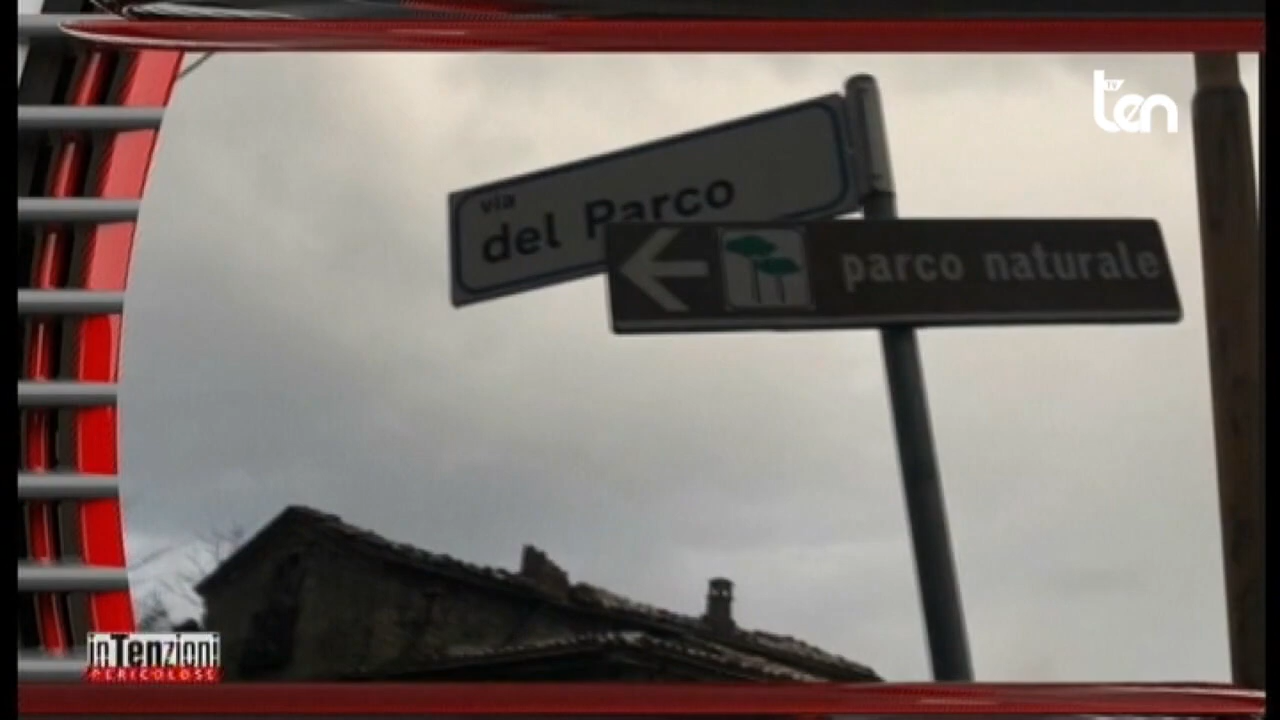 ten
TV
via
del Parco
parco naturale
inTenzioni
PERICOLOSE